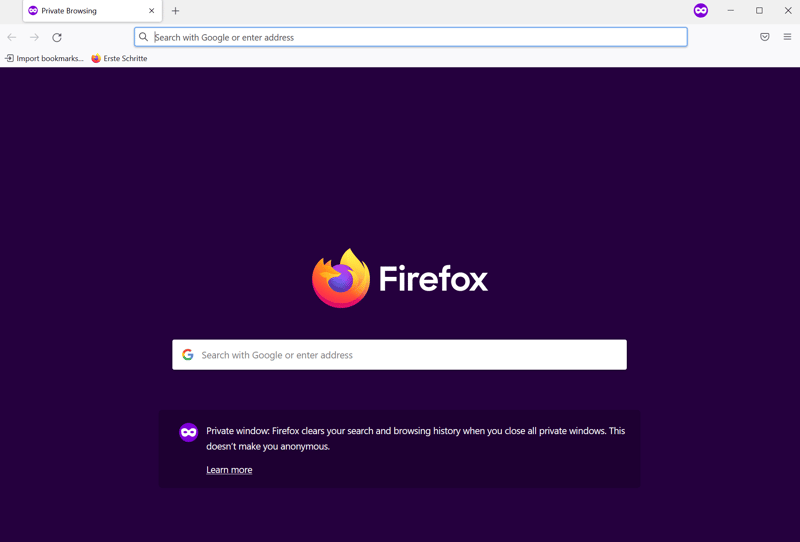 Private Browsing
Search with Google or enter address
Import bookmarks...
Erste Schritte
Firefox
Search with Google or enter address
Private window: Firefox clears your search and browsing history when you close all private windows. This
doesn't make you anonymous.
Learn more